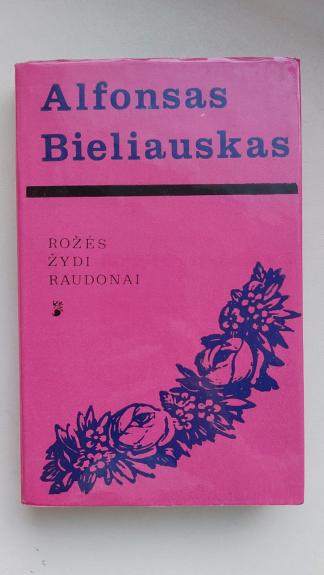 Alfonsas
Bieliauskas
ROŽĖS
ŽYDI
RAUDONAI